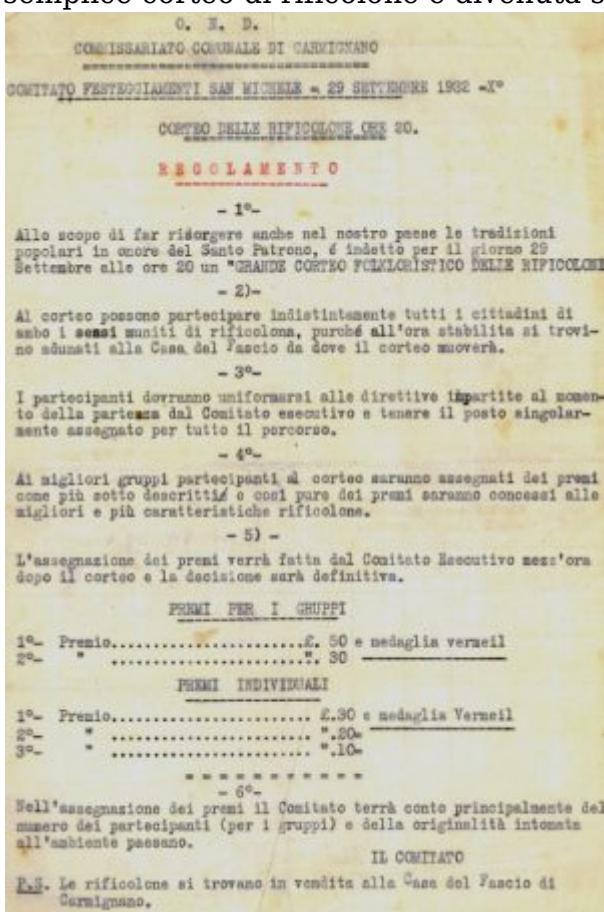 semplice corteo di rificolone è divenuta s
O. N. D.
COMMISSARIATO COMUNALE DI CARMIGNANO
COMITATO FESTEGGIAMENTI SAN MICHELE - 29 SETTEMBRE 1932 -X°
CORTEO DELLE RIFICOLONE ORE 20.
REGOLAMENTO
- 1°-
Allo scopo di far risorgere anche nel nostro paese le tradizioni
popolari in onore del Santo Patrono, é indetto per il giorno 29
Settembre alle ore 20 un "GRANDE CORTEO FOLKLORISTICO DELLE RIFICOLONE
- 2)-
Al corteo possono partecipare indistintamente tutti i cittadini di
ambo i sessi muniti di rificolona, purché all'ora stabilita si trovi-
no adunati alla Casa del Fascio da dove il corteo muoverà.
- 3°-
I partecipanti dovranno uniformarsi alle direttive impartite al momen-
to della partenza dal Comitato esecutivo e tenere il posto singolar-
mente assegnato per tutto il percorso.
- 4°-
Ai migliori gruppi partecipanti al corteo saranno assegnati dei premi
come più sotto descritti e così pure dei premi saranno concessi alle
migliori e più caratteristiche rificolone.
- 5) -
L'assegnazione dei premi verrà fatta dal Comitato Esecutivo mezz'ora
dopo il corteo e la decisione sarà definitiva.
PREMI PER I GRUPPI
1°- Premio.......................£. 50 e medaglia vermeil
2°- " .......................". 30
PREMI INDIVIDUALI
1°- Premio....................... £.30 e medaglia Vermeil
2°- " ....................... ".20-
3°- " ....................... ".10-
- 6°-
Nell'assegnazione dei premi il Comitato terrà conto principalmente del
numero dei partecipanti (per i gruppi) e della originalità intonata
all'ambiente paesano.
IL COMITATO
P.S. Le rificolone si trovano in vendita alla Casa del Fascio di
Carmignano.